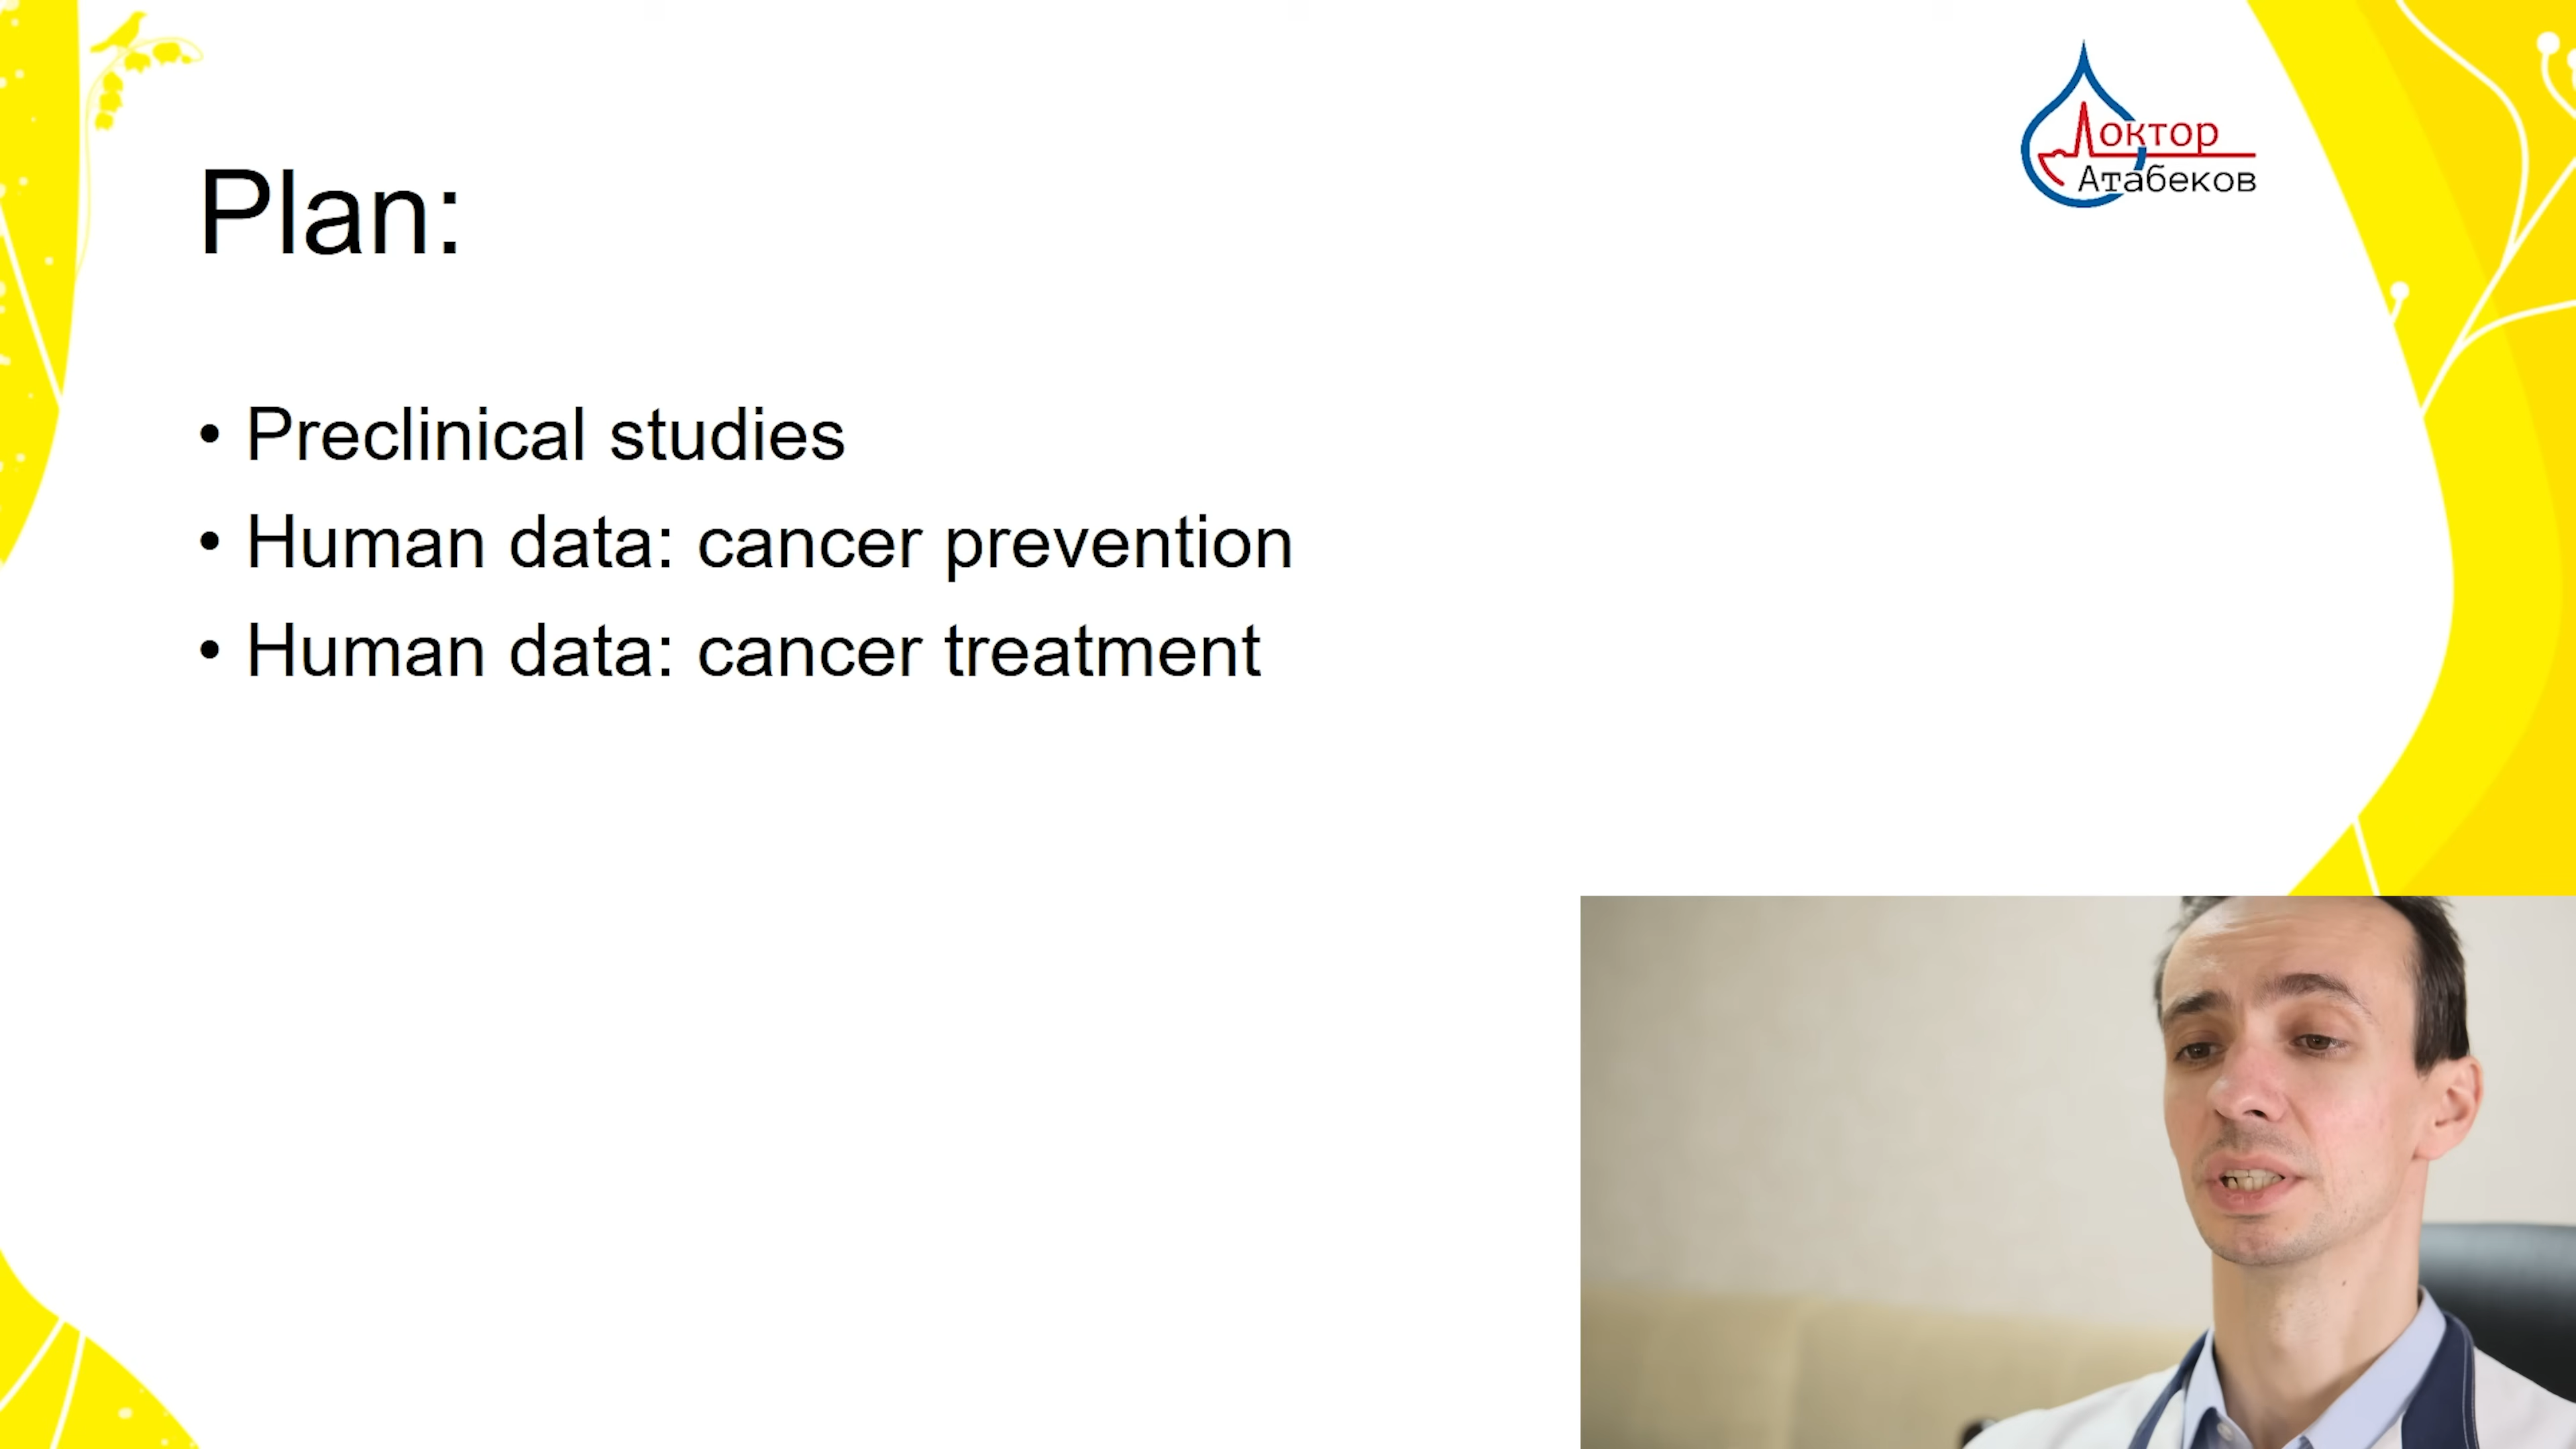 Доктор
Атабеков
Plan:
• Preclinical studies
• Human data: cancer prevention
• Human data: cancer treatment